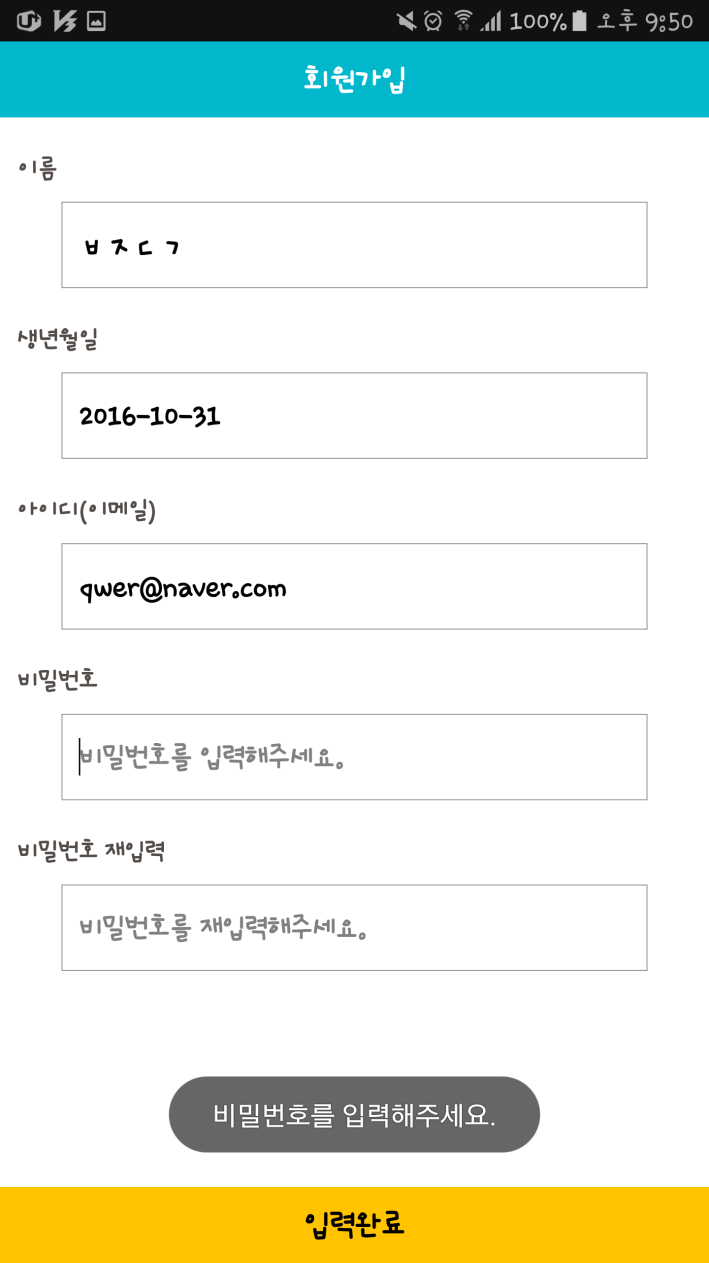 100% 오후 9:50
회원가입
이름
ㅂㅈㄷㄱ
생년월일
2016-10-31
아이디(이메일)
qwer@naver.com
비밀번호
비밀번호를 입력해주세요.
비밀번호 재입력
비밀번호를 재입력해주세요.
비밀번호를 입력해주세요.
입력완료